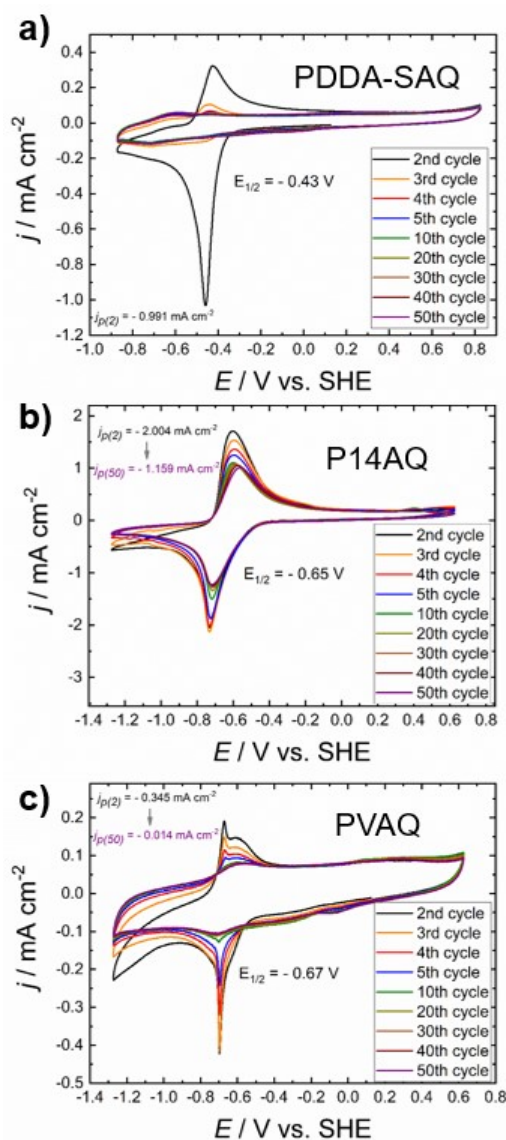 a)
PDDA-SAQ
0.4
0.2
0.0
-0.2
-0.4
-0.6
-0.8
-1.0
-1.2
j / mA cm⁻²
E1/2 = - 0.43 V
2nd cycle
3rd cycle
4th cycle
5th cycle
10th cycle
20th cycle
30th cycle
40th cycle
50th cycle
jp(2) = - 0.991 mA cm⁻²
-1.0 -0.8 -0.6 -0.4 -0.2 0.0 0.2 0.4 0.6 0.8 1.0
E / V vs. SHE
b)
P14AQ
2
1
0
-1
-2
-3
j / mA cm⁻²
jp(2) = - 2.004 mA cm⁻²
jp(50) = - 1.159 mA cm⁻²
E1/2 = - 0.65 V
2nd cycle
3rd cycle
4th cycle
5th cycle
10th cycle
20th cycle
30th cycle
40th cycle
50th cycle
-1.4 -1.2 -1.0 -0.8 -0.6 -0.4 -0.2 0.0 0.2 0.4 0.6 0.8
E / V vs. SHE
c)
PVAQ
0.2
0.1
0.0
-0.1
-0.2
-0.3
-0.4
-0.5
j / mA cm⁻²
jp(2) = - 0.345 mA cm⁻²
jp(50) = - 0.014 mA cm⁻²
E1/2 = - 0.67 V
2nd cycle
3rd cycle
4th cycle
5th cycle
10th cycle
20th cycle
30th cycle
40th cycle
50th cycle
-1.4 -1.2 -1.0 -0.8 -0.6 -0.4 -0.2 0.0 0.2 0.4 0.6 0.8
E / V vs. SHE